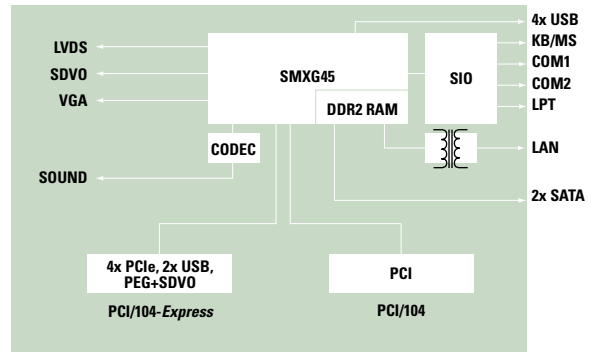 4x USB
LVDS
KB/MS
COM1
SDVO
SMXG45
SIO
COM2
VGA
DDR2 RAM
LPT
CODEC
LAN
SOUND
2x SATA
4x PCIe, 2x USB,
PEG+SDVO
PCI
PCI/104-Express
PCI/104